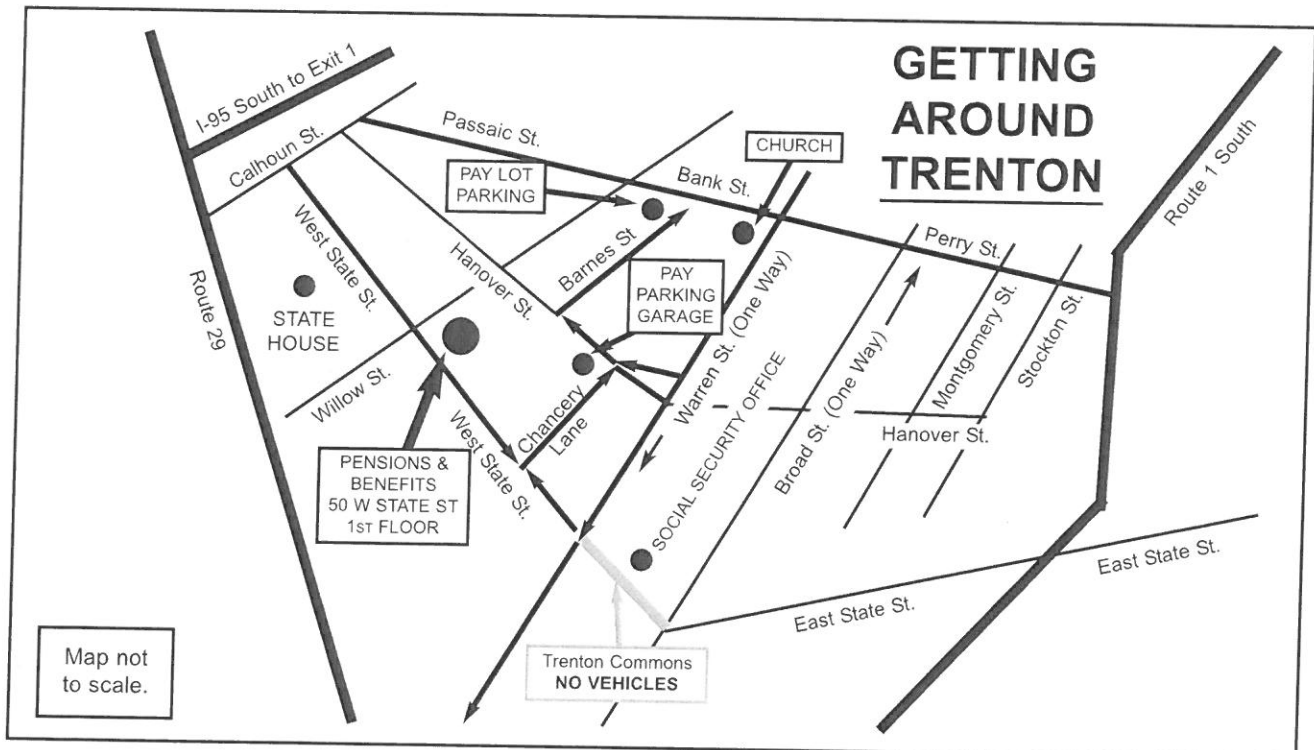 GETTING
AROUND
TRENTON
I-95 South to Exit 1
Calhoun St.
Passaic St.
CHURCH
PAY LOT
PARKING
Bank St.
Route 1 South
West State St.
Hanover St.
Barnes St
Perry St.
PAY
PARKING
GARAGE
Route 29
STATE
HOUSE
Willow St.
Warren St. (One Way)
SOCIAL SECURITY OFFICE
Broad St. (One Way)
Montgomery St.
Stockton St.
Chancery
Lane
Hanover St.
West State St.
PENSIONS &
BENEFITS
50 W STATE ST
1ST FLOOR
East State St.
East State St.
Trenton Commons
NO VEHICLES
Map not
to scale.